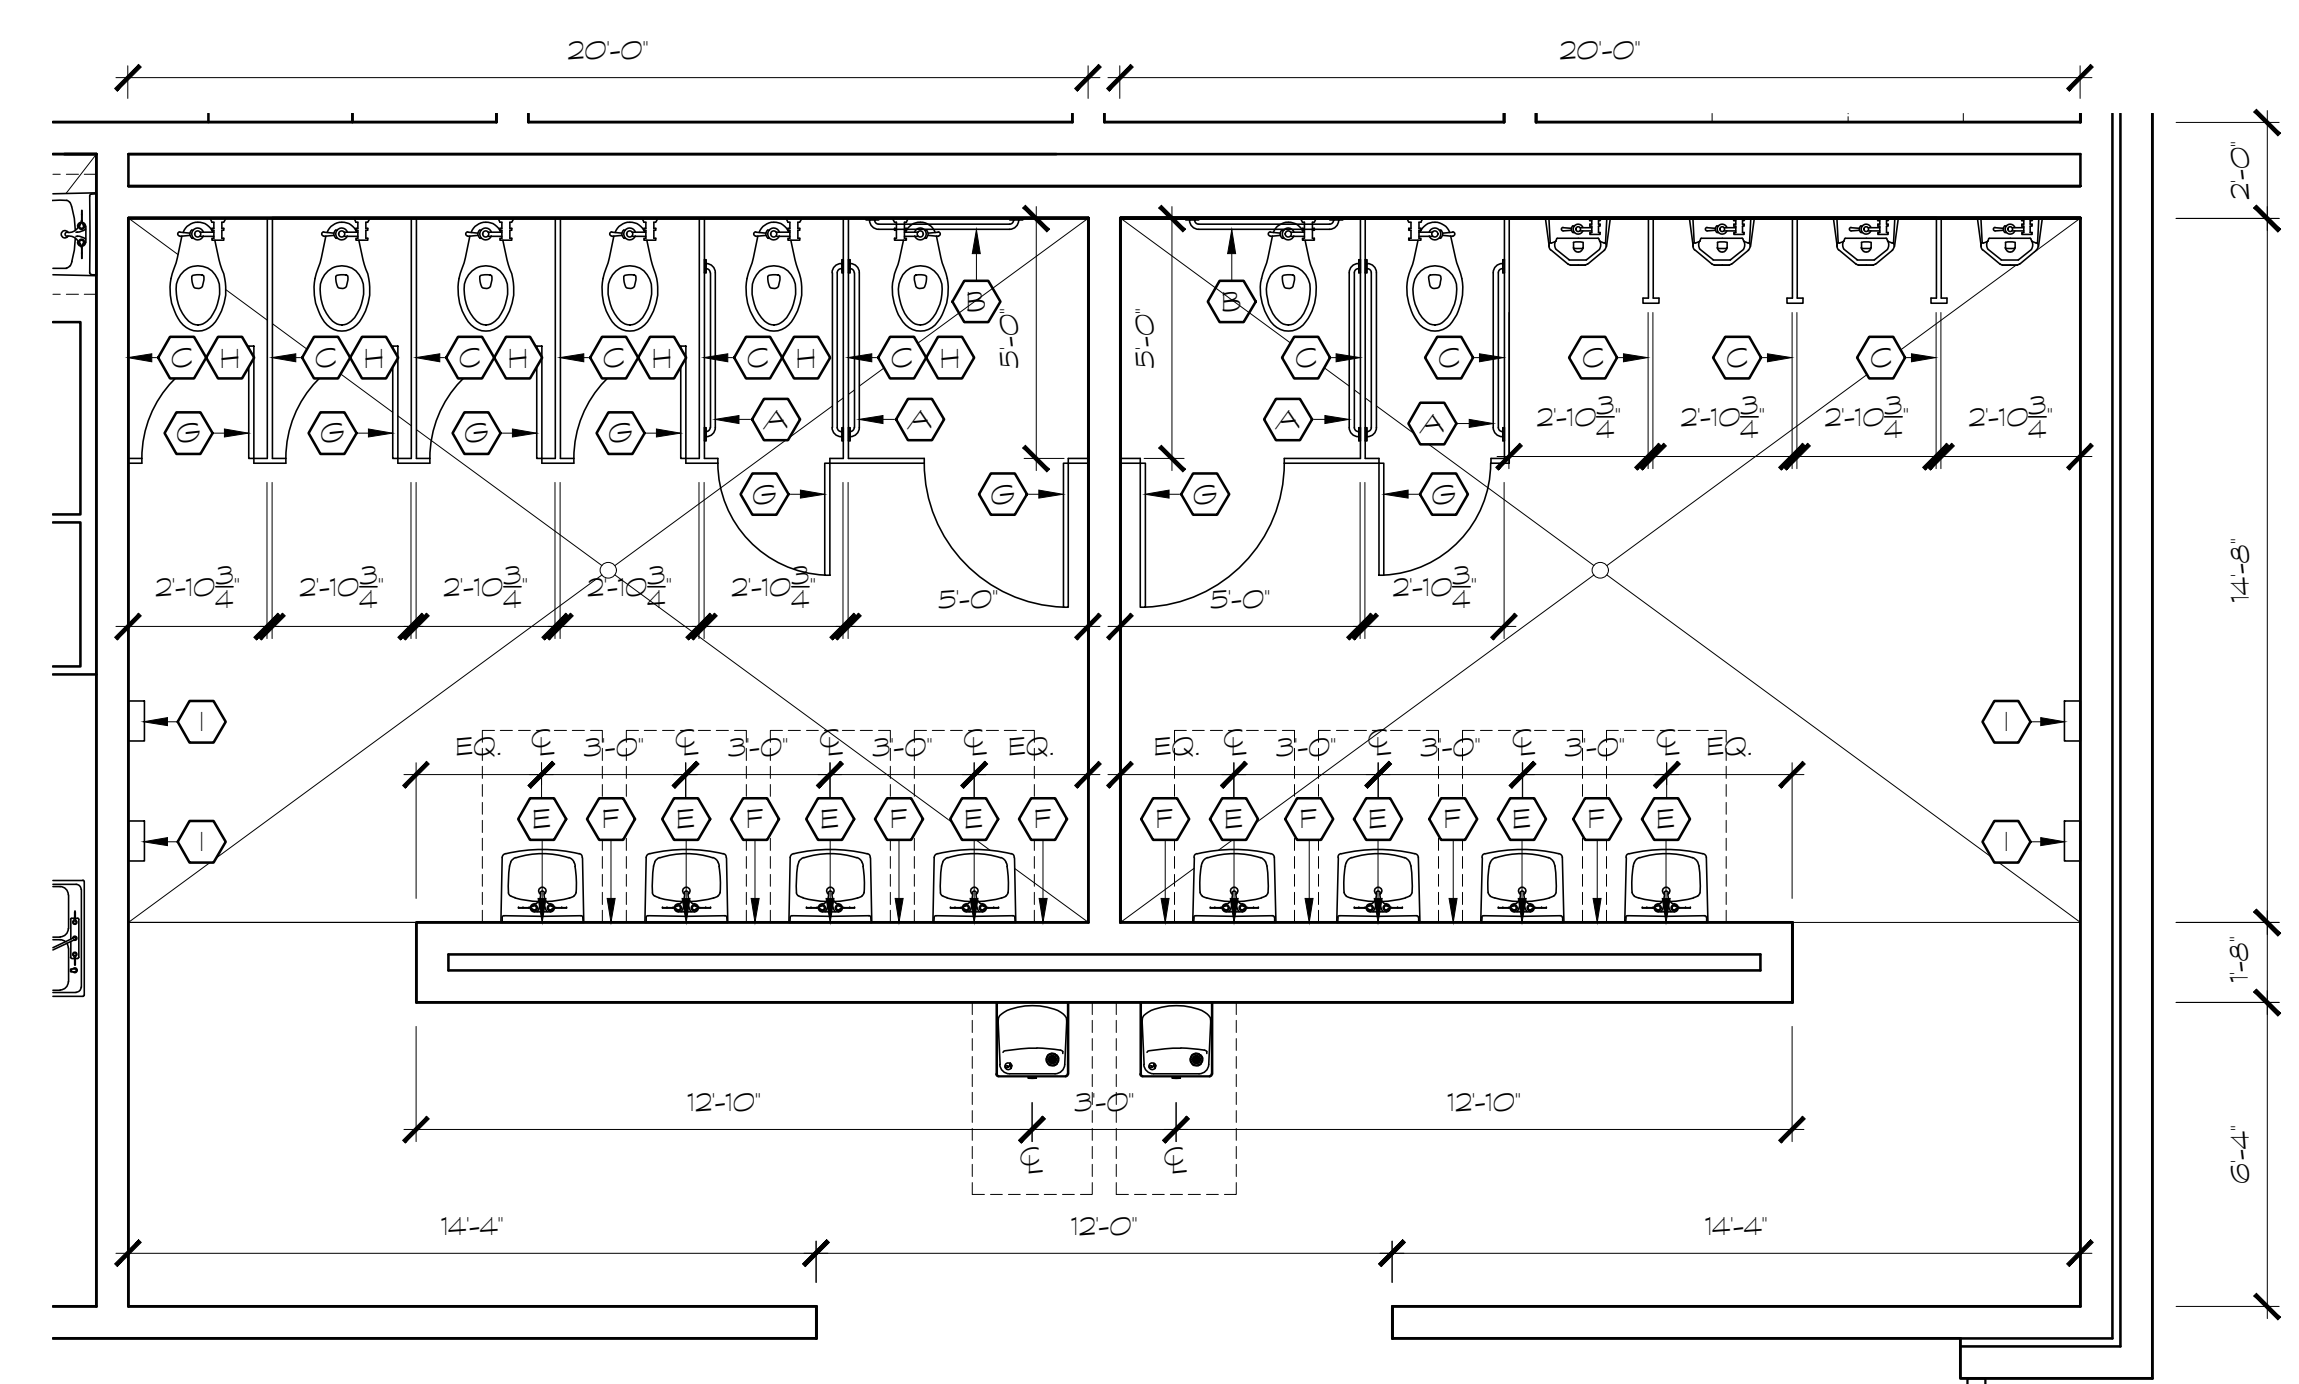 20'-0" 20'-0"
2'-0"
B B
5'-0" 5'-0"
C H C H C H C H C H C H C C C C C
A A A A
2'-10 3/4" 2'-10 3/4" 2'-10 3/4" 2'-10 3/4"
G G G G
G G G G
14'-8"
2'-10 3/4" 2'-10 3/4" 2'-10 3/4" 2'-10 3/4" 2'-10 3/4" 5'-0" 5'-0" 2'-10 3/4"
I I
EQ. ℄ 3'-0" ℄ 3'-0" ℄ 3'-0" ℄ EQ. EQ. ℄ 3'-0" ℄ 3'-0" ℄ 3'-0" ℄ EQ.
E F E F E F E F F E F E F E F E
I I
1'-8"
12'-10" 3'-0" 12'-10"
℄ ℄
6'-4"
14'-4" 12'-0" 14'-4"